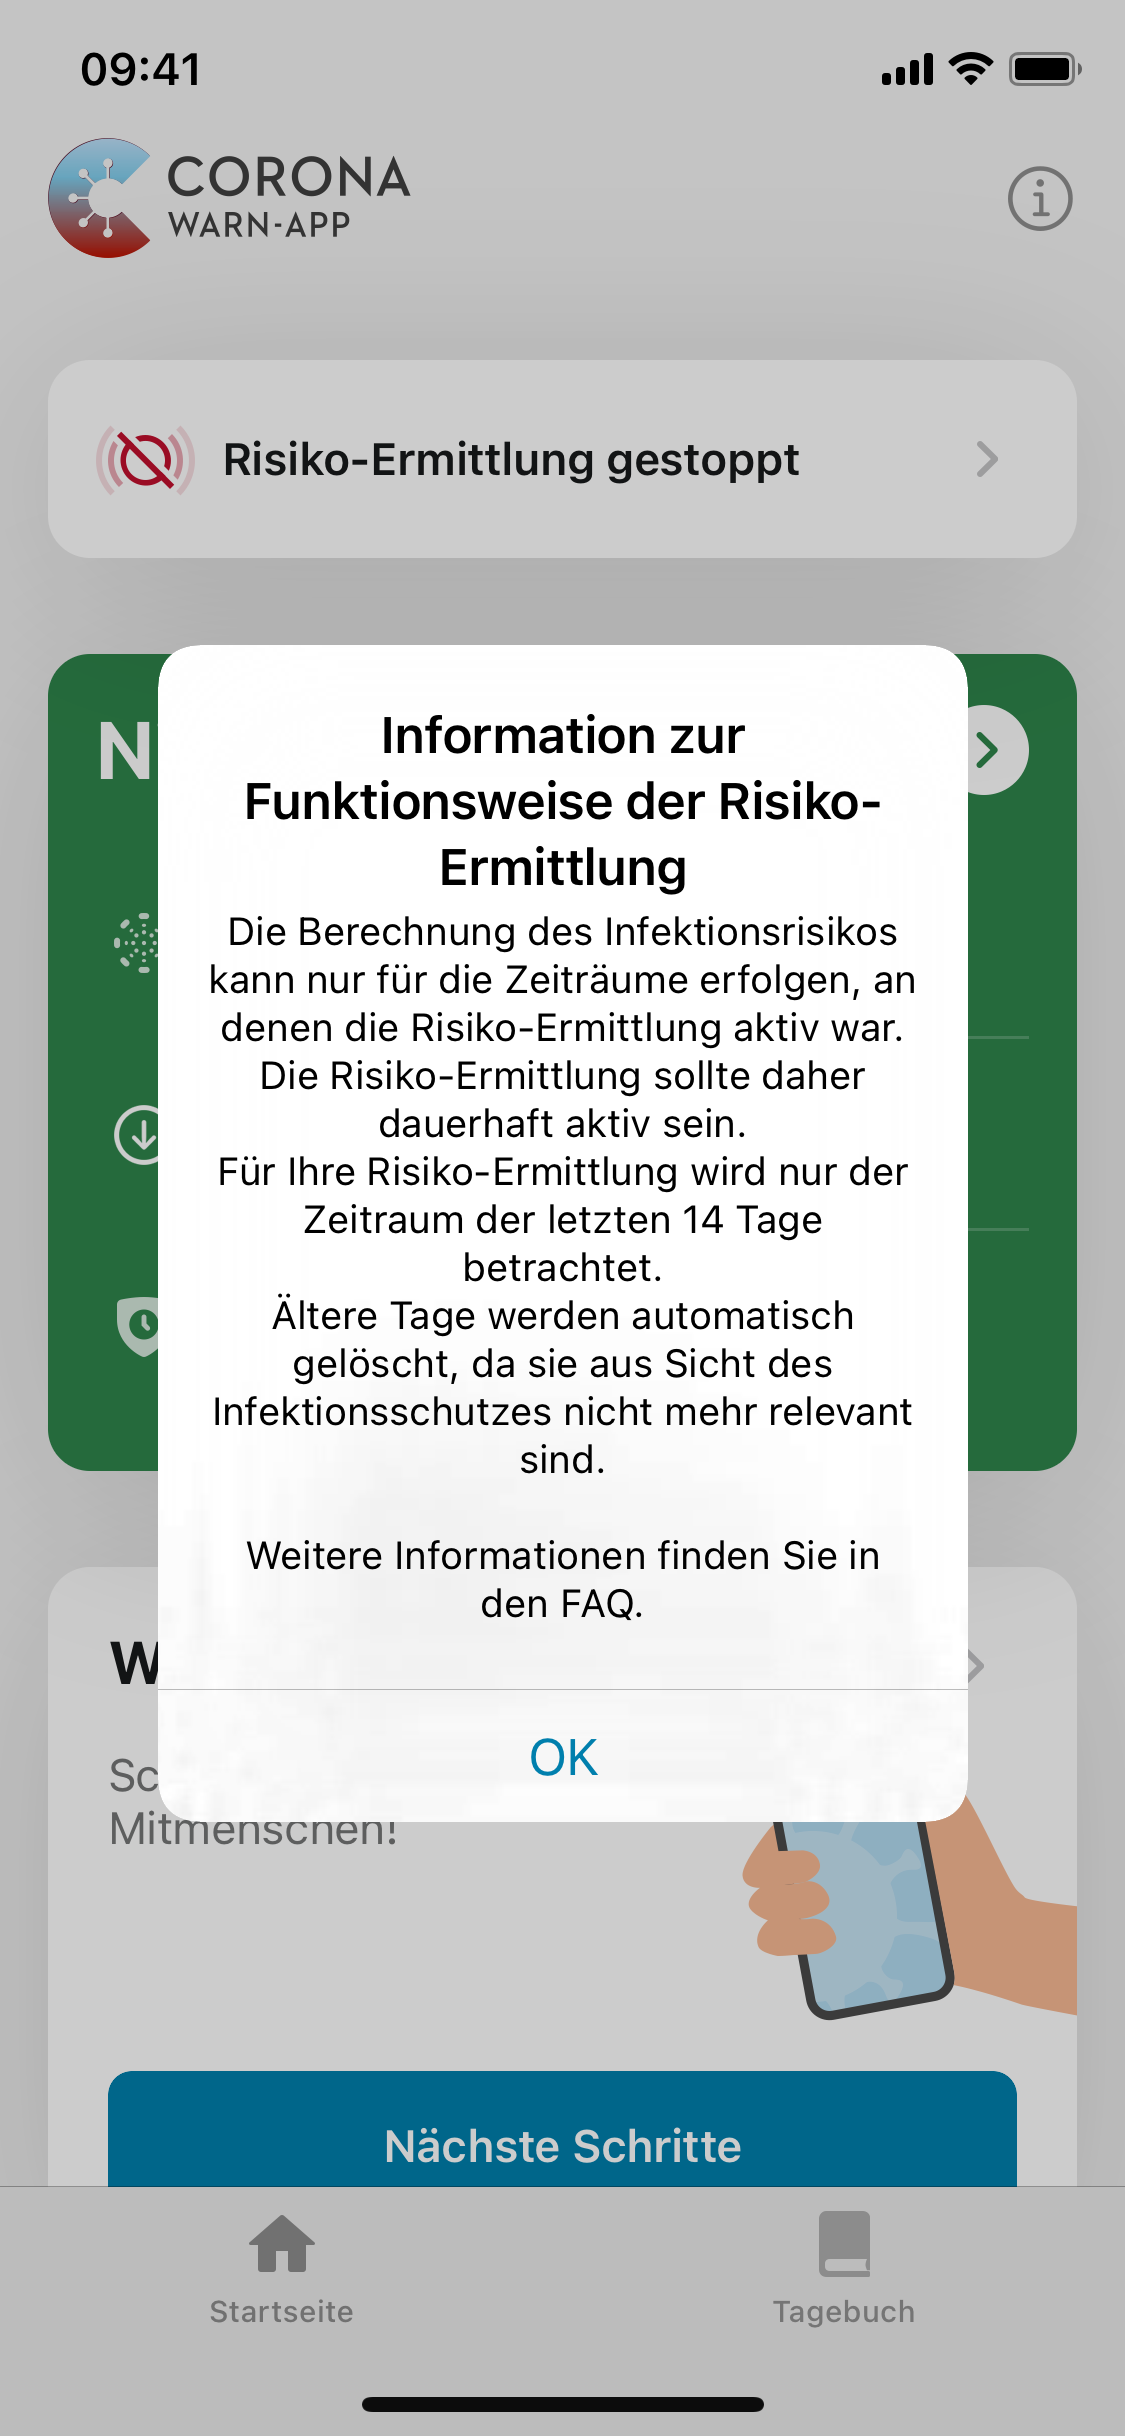 09:41
CORONA
WARN-APP
Risiko-Ermittlung gestoppt
Information zur
Funktionsweise der Risiko-
Ermittlung
Die Berechnung des Infektionsrisikos
kann nur für die Zeiträume erfolgen, an
denen die Risiko-Ermittlung aktiv war.
Die Risiko-Ermittlung sollte daher
dauerhaft aktiv sein.
Für Ihre Risiko-Ermittlung wird nur der
Zeitraum der letzten 14 Tage
betrachtet.
Ältere Tage werden automatisch
gelöscht, da sie aus Sicht des
Infektionsschutzes nicht mehr relevant
sind.
Weitere Informationen finden Sie in
den FAQ.
OK
Mitmenschen!
Nächste Schritte
Startseite
Tagebuch